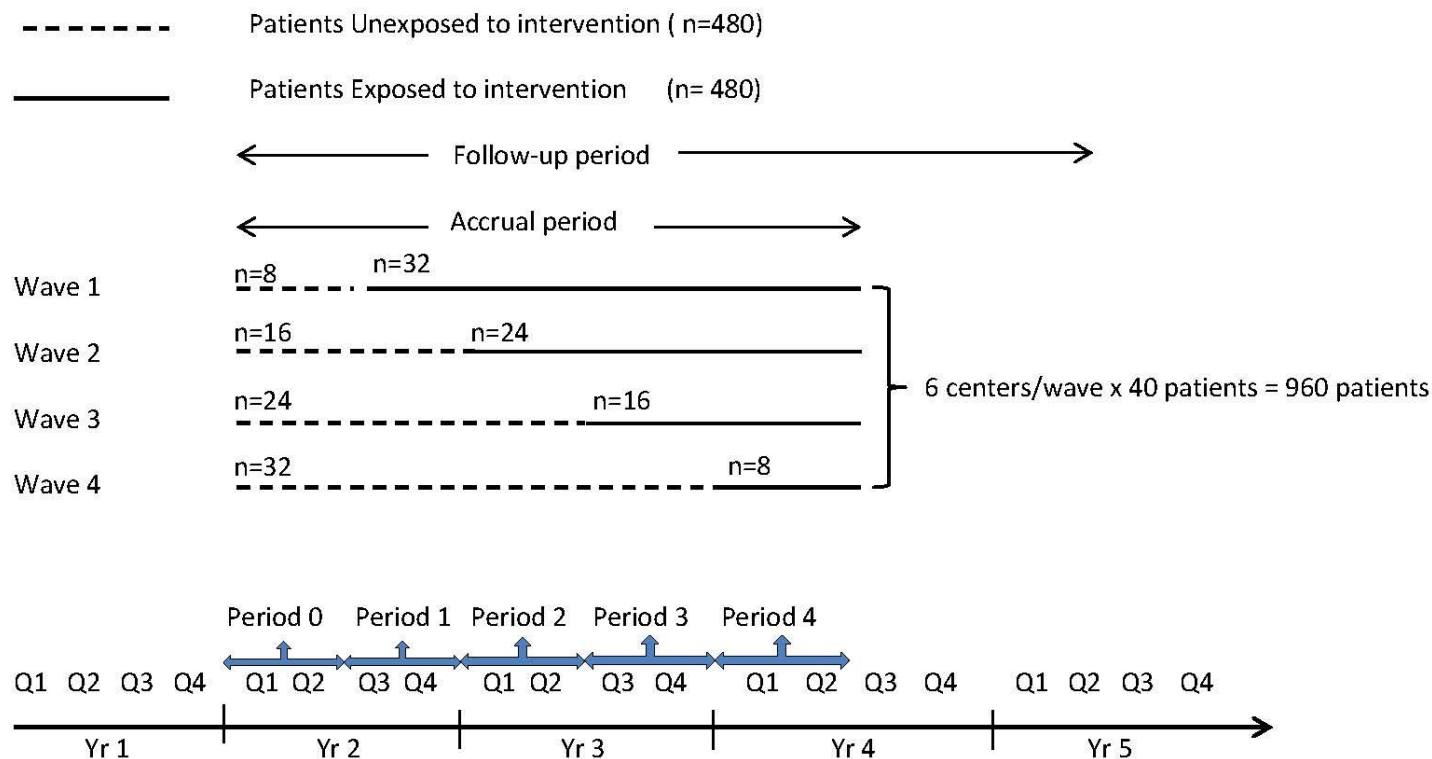 Patients Unexposed to intervention ( n=480)
Patients Exposed to intervention (n= 480)
Follow-up period
Accrual period
Wave 1 n=8 n=32
Wave 2 n=16 n=24
Wave 3 n=24 n=16
Wave 4 n=32 n=8
6 centers/wave x 40 patients = 960 patients
Period 0 Period 1 Period 2 Period 3 Period 4
Q1 Q2 Q3 Q4 Q1 Q2 Q3 Q4 Q1 Q2 Q3 Q4 Q1 Q2 Q3 Q4 Q1 Q2 Q3 Q4
Yr 1 Yr 2 Yr 3 Yr 4 Yr 5